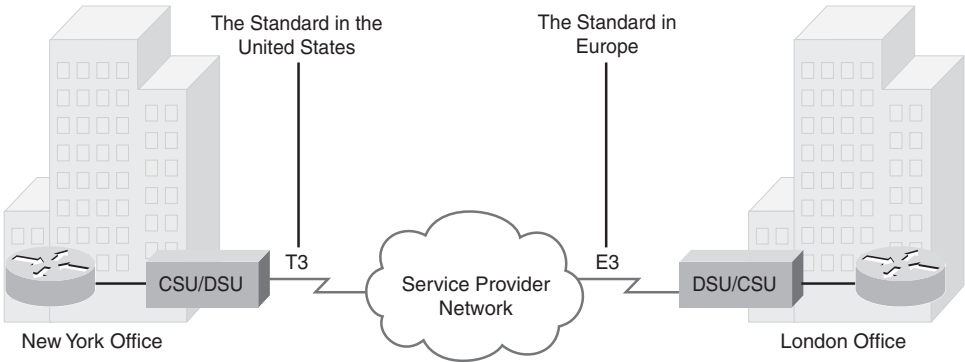 The Standard in the
United States
The Standard in
Europe
T3
E3
CSU/DSU
Service Provider
Network
DSU/CSU
New York Office
London Office